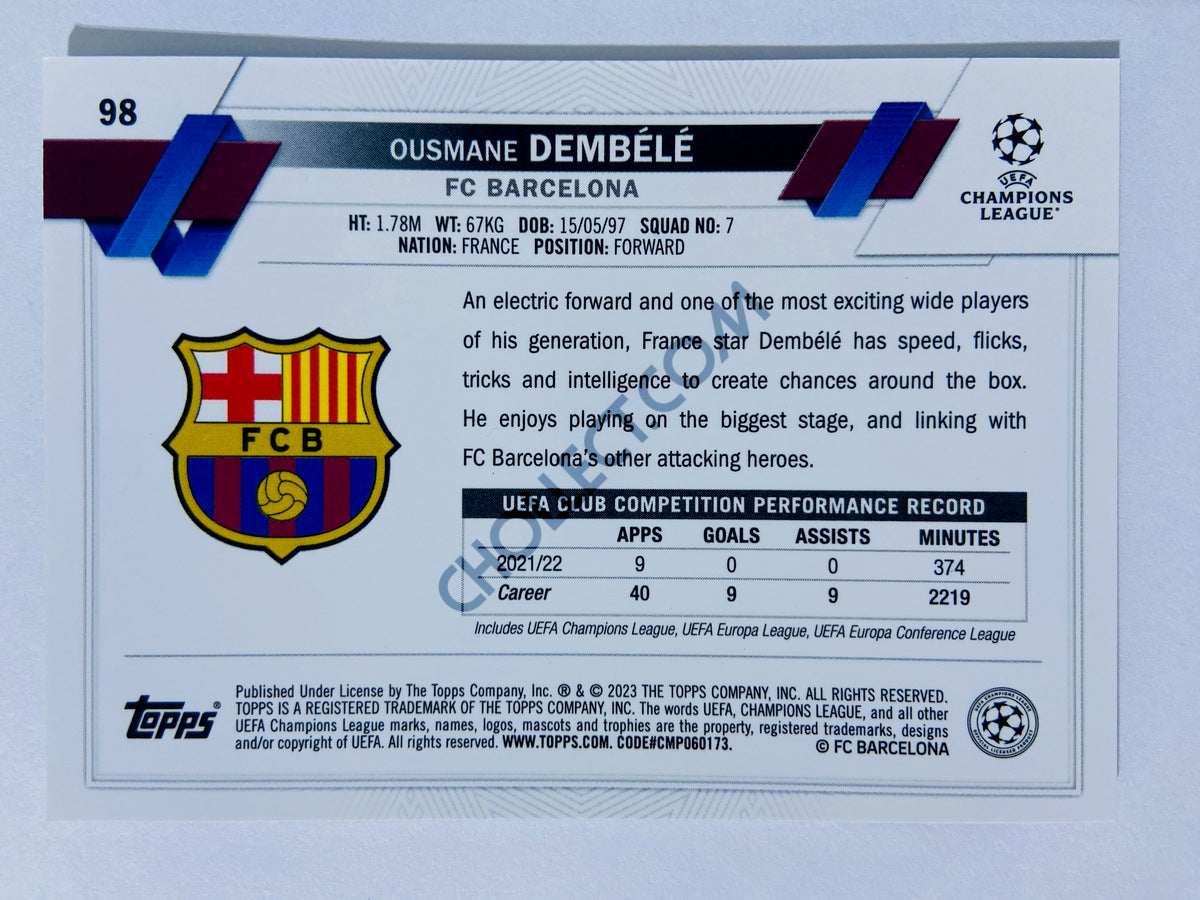 98
OUSMANE DEMBÉLÉ
FC BARCELONA
UEFA
CHAMPIONS
LEAGUE®
HT: 1.78M WT: 67KG DOB: 15/05/97 SQUAD NO: 7
NATION: FRANCE POSITION: FORWARD
An electric forward and one of the most exciting wide players
of his generation, France star Dembélé has speed, flicks,
tricks and intelligence to create chances around the box.
He enjoys playing on the biggest stage, and linking with
FC Barcelona's other attacking heroes.
FCB
CHOLLECT.COM
UEFA CLUB COMPETITION PERFORMANCE RECORD
APPS GOALS ASSISTS MINUTES
2021/22 9 0 0 374
Career 40 9 9 2219
Includes UEFA Champions League, UEFA Europa League, UEFA Europa Conference League
topps®
Published Under License by The Topps Company, Inc. ® & © 2023 THE TOPPS COMPANY, INC. ALL RIGHTS RESERVED.
TOPPS IS A REGISTERED TRADEMARK OF THE TOPPS COMPANY, INC. The words UEFA, CHAMPIONS LEAGUE, and all other
UEFA Champions League marks, names, logos, mascots and trophies are the property, registered trademarks, designs
and/or copyright of UEFA. All rights reserved. WWW.TOPPS.COM. CODE#CMP060173.
© FC BARCELONA